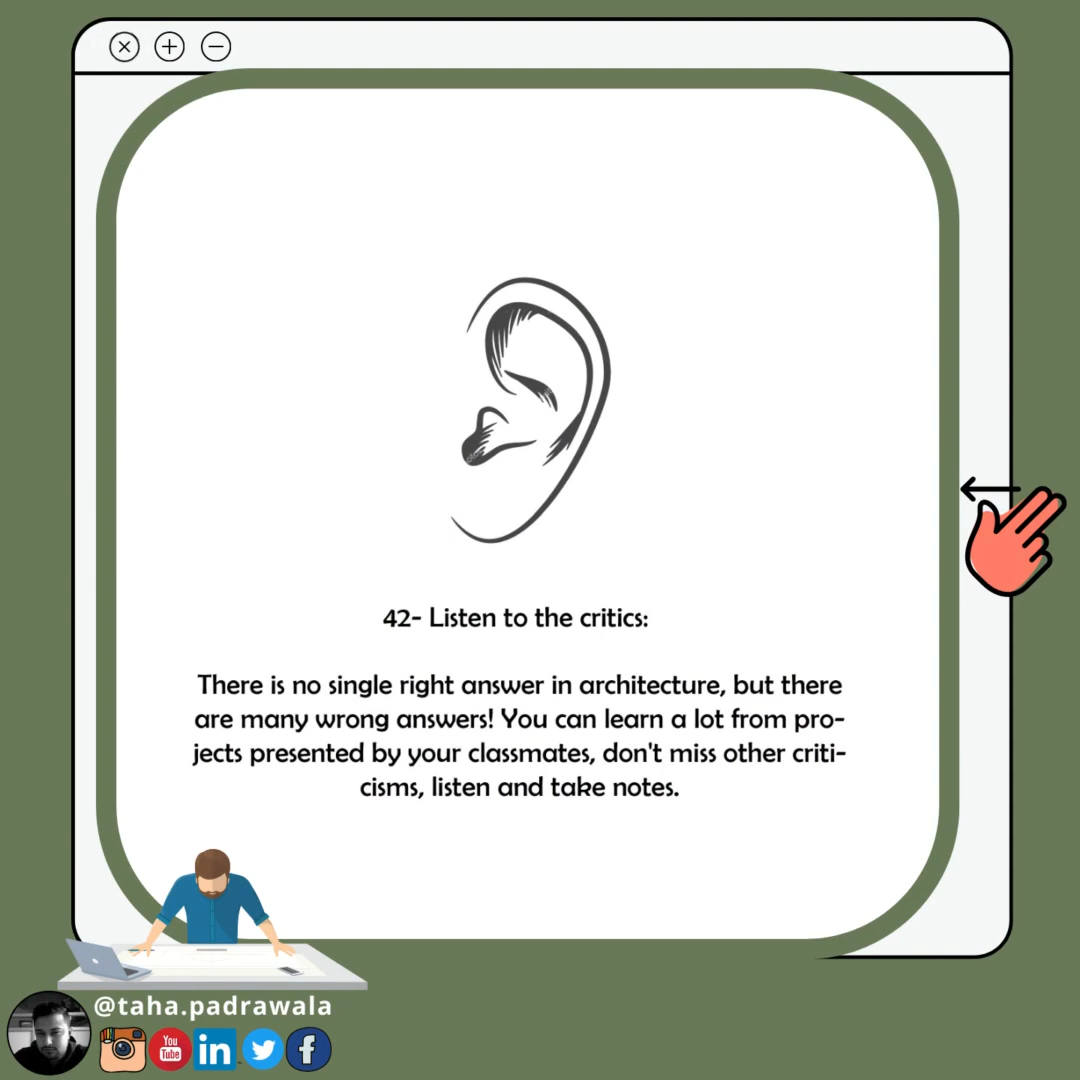 42- Listen to the critics:
There is no single right answer in architecture, but there
are many wrong answers! You can learn a lot from pro-
jects presented by your classmates, don't miss other criti-
cisms, listen and take notes.
@taha.padrawala
You
Tube
in
f